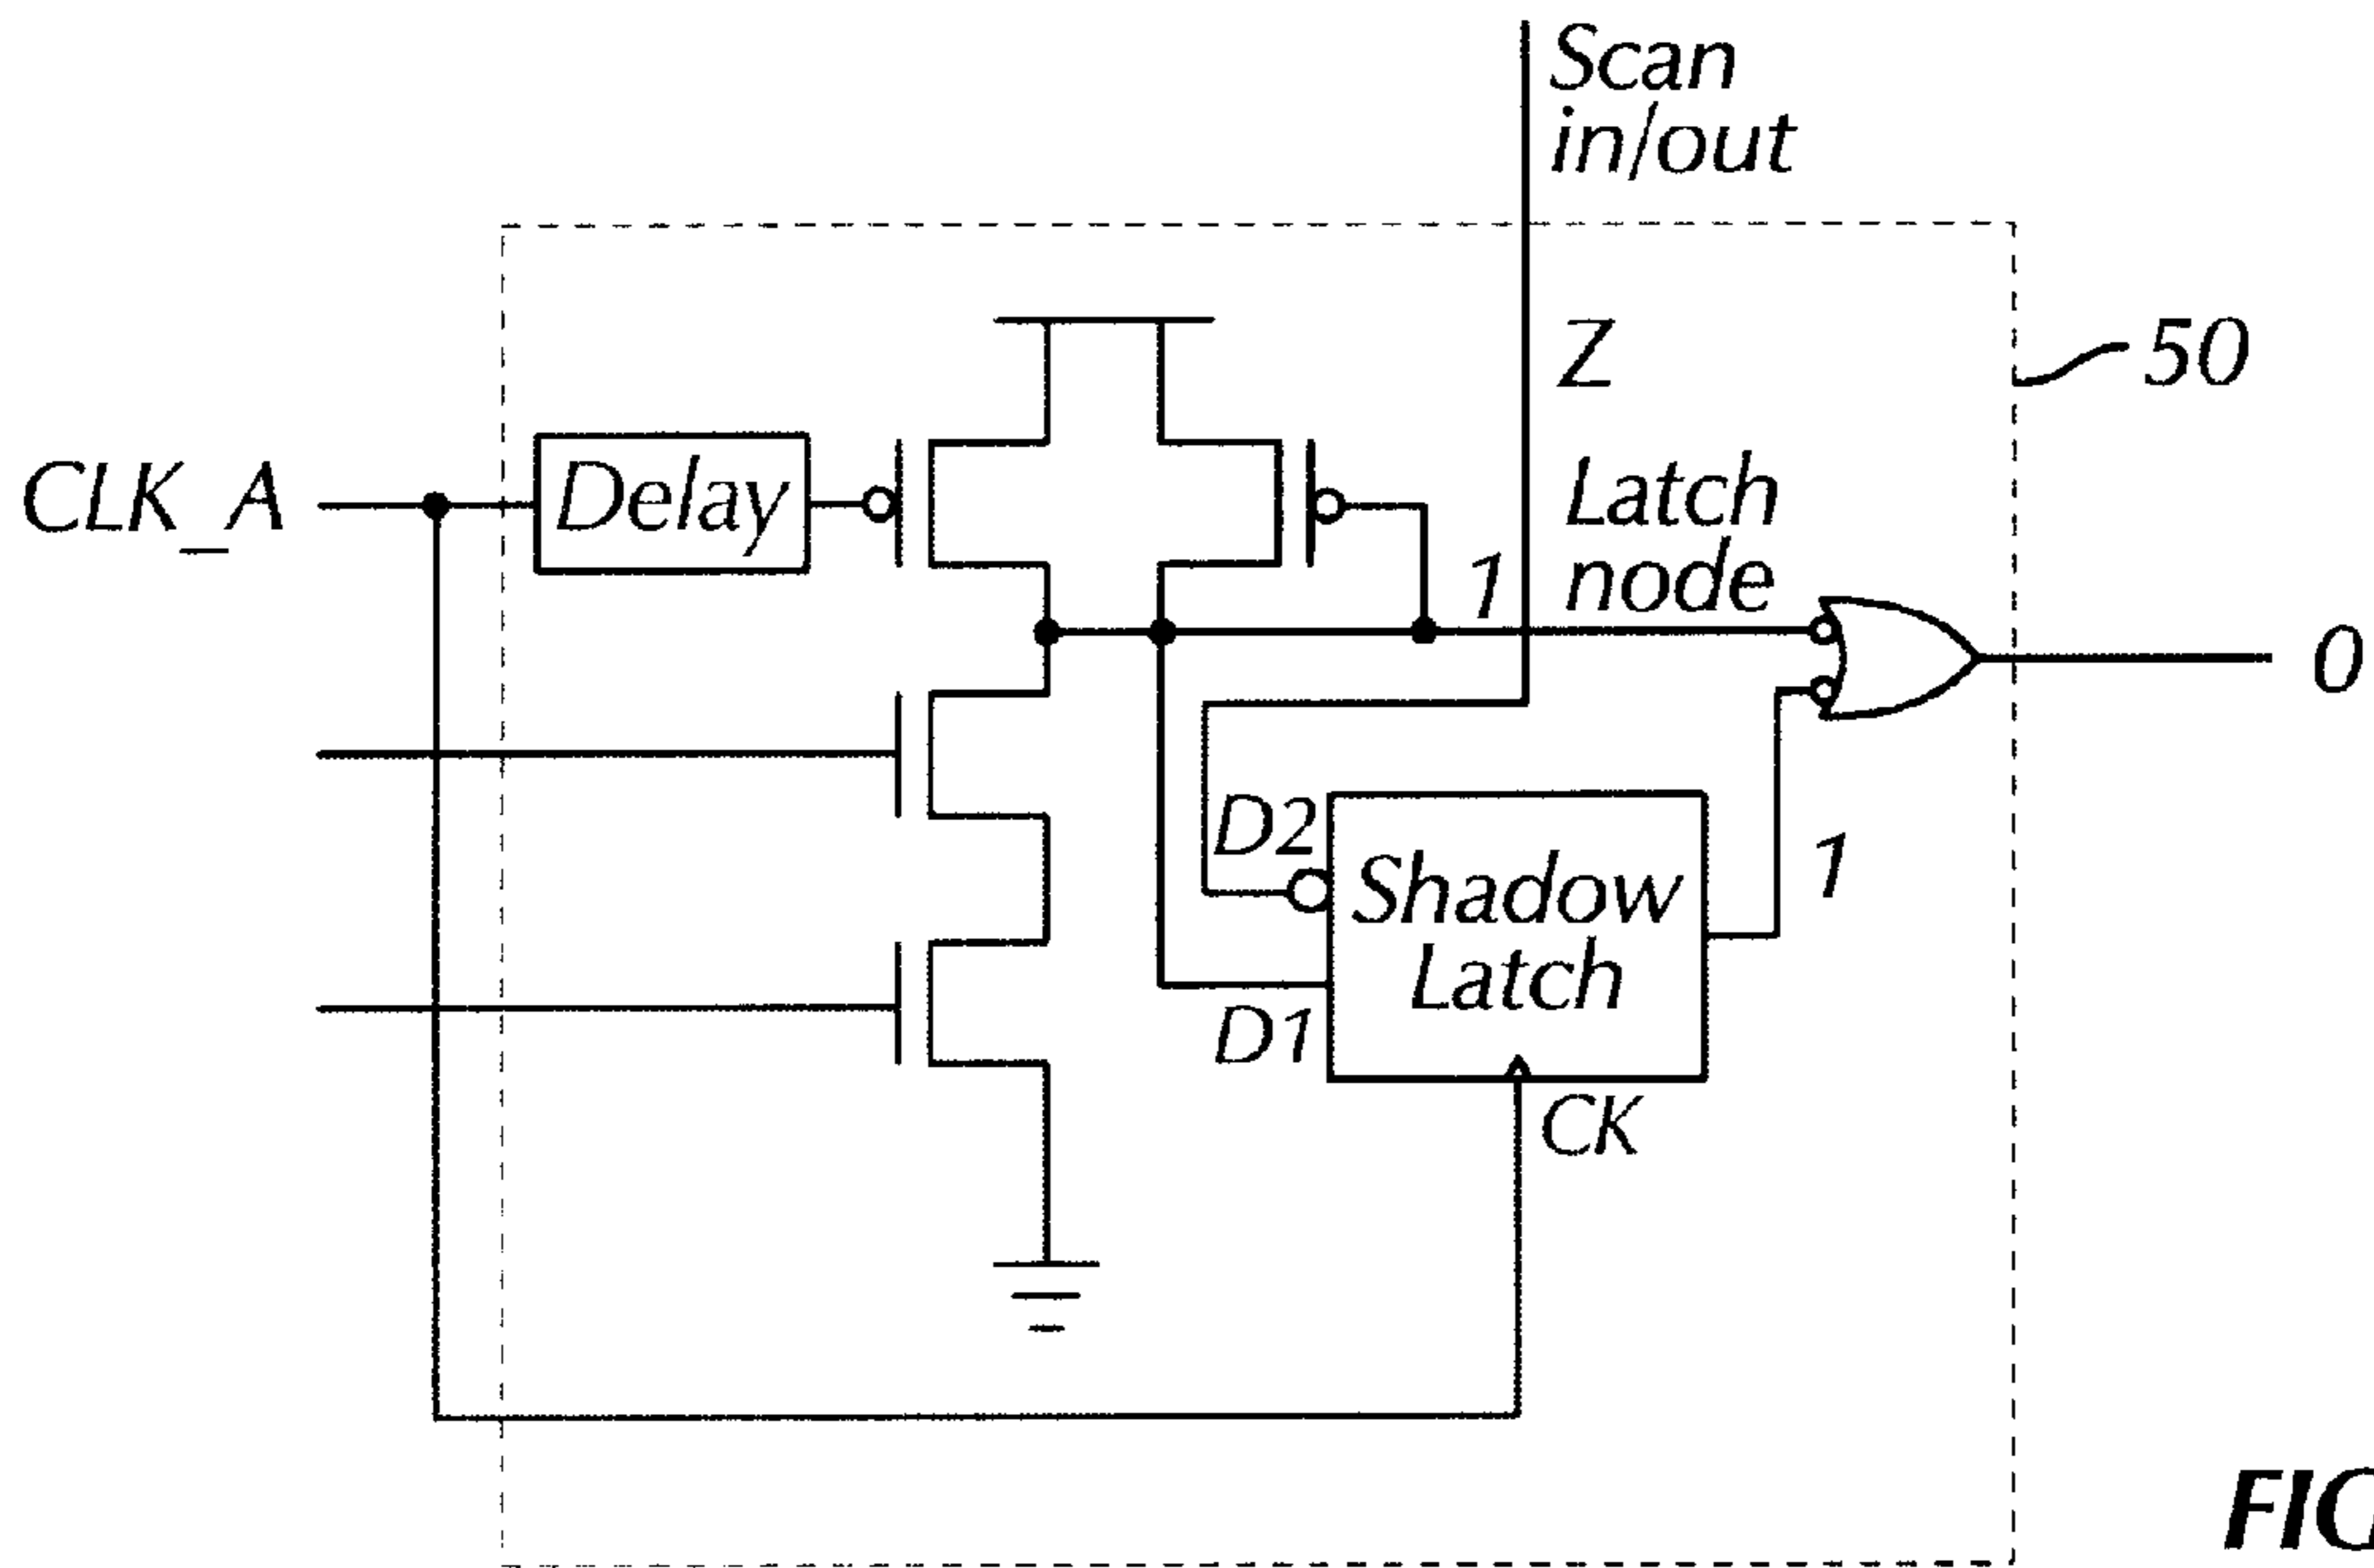 Scan
in/out
Z
50
CLK_A
Delay
Latch
node
1
0
D2
Shadow
Latch
1
D1
CK